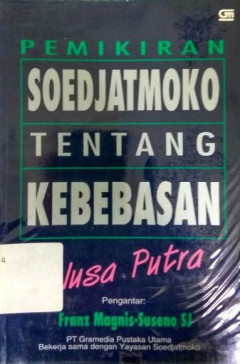 GM
PEMIKIRAN
SOEDJATMOKO
TENTANG
KEBEBASAN
Nusa Putra
Pengantar:
Franz Magnis-Suseno SJ
PT Gramedia Pustaka Utama
Bekerja sama dengan Yayasan Soedjatmoko